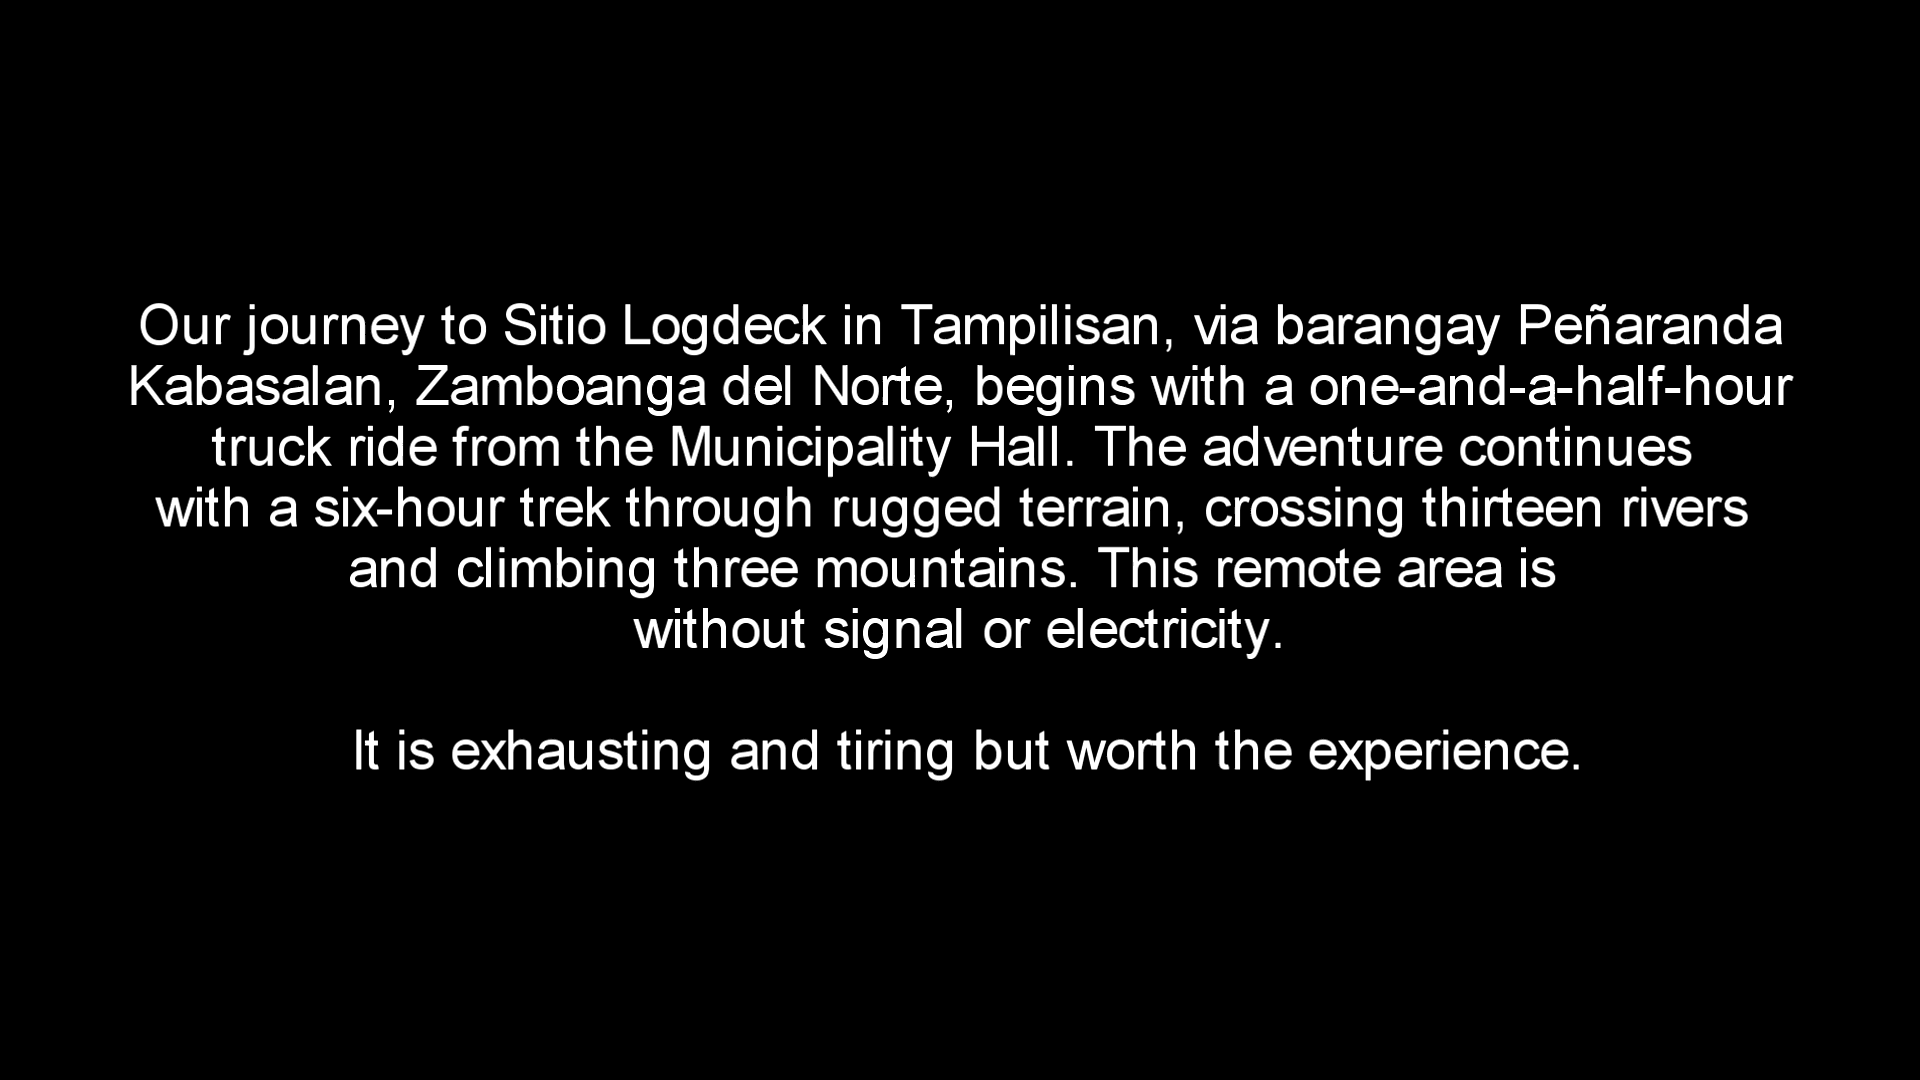 Our journey to Sitio Logdeck in Tampilisan, via barangay Peñaranda
Kabasalan, Zamboanga del Norte, begins with a one-and-a-half-hour
truck ride from the Municipality Hall. The adventure continues
with a six-hour trek through rugged terrain, crossing thirteen rivers
and climbing three mountains. This remote area is
without signal or electricity.
It is exhausting and tiring but worth the experience.